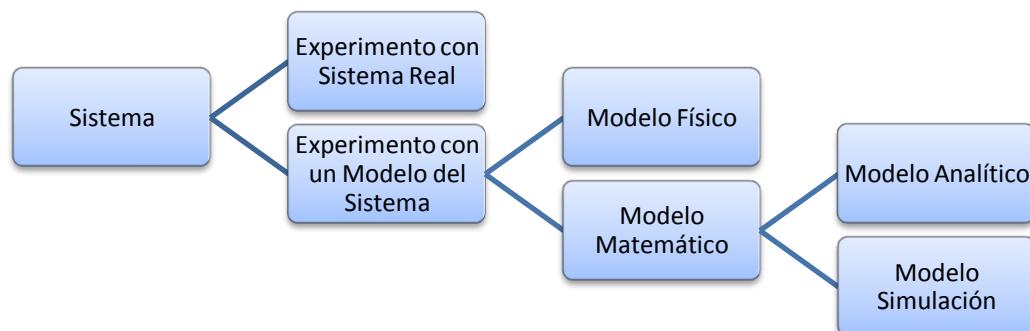 Sistema
Experimento con
Sistema Real
Experimento con
un Modelo del
Sistema
Modelo Físico
Modelo
Matemático
Modelo Analítico
Modelo
Simulación